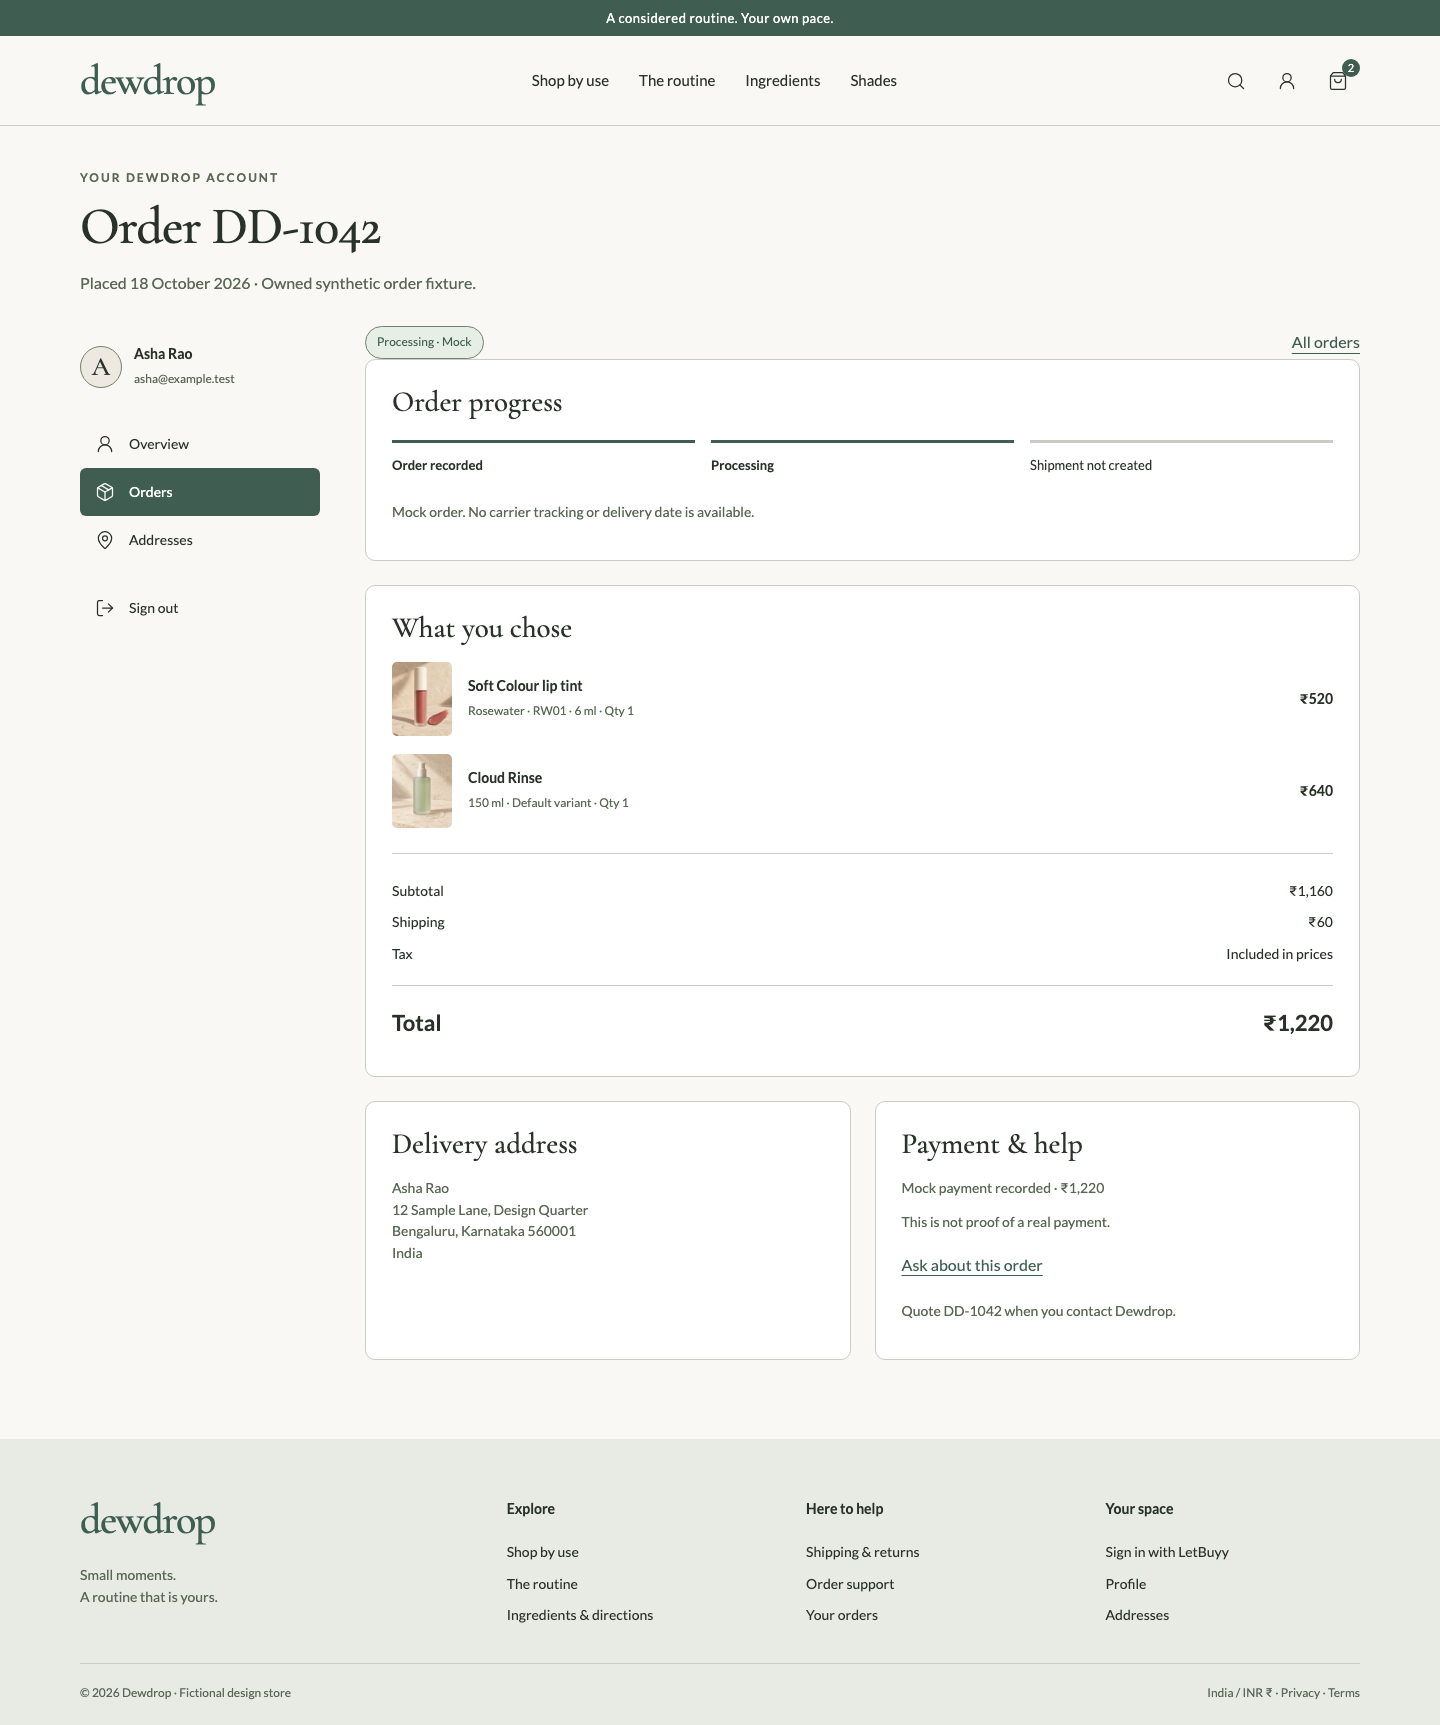 A considered routine. Your own pace.
dewdrop
Shop by use
The routine
Ingredients
Shades
2
YOUR DEWDROP ACCOUNT
Order DD-1042
Placed 18 October 2026 · Owned synthetic order fixture.
A
Asha Rao
asha@example.test
Overview
Orders
Addresses
Sign out
Processing · Mock
All orders
Order progress
Order recorded
Processing
Shipment not created
Mock order. No carrier tracking or delivery date is available.
What you chose
Soft Colour lip tint
Rosewater · RW01 · 6 ml · Qty 1
₹520
Cloud Rinse
150 ml · Default variant · Qty 1
₹640
Subtotal ₹1,160
Shipping ₹60
Tax Included in prices
Total ₹1,220
Delivery address
Asha Rao
12 Sample Lane, Design Quarter
Bengaluru, Karnataka 560001
India
Payment & help
Mock payment recorded · ₹1,220
This is not proof of a real payment.
Ask about this order
Quote DD-1042 when you contact Dewdrop.
dewdrop
Small moments.
A routine that is yours.
Explore
Shop by use
The routine
Ingredients & directions
Here to help
Shipping & returns
Order support
Your orders
Your space
Sign in with LetBuyy
Profile
Addresses
© 2026 Dewdrop · Fictional design store
India / INR ₹ · Privacy · Terms